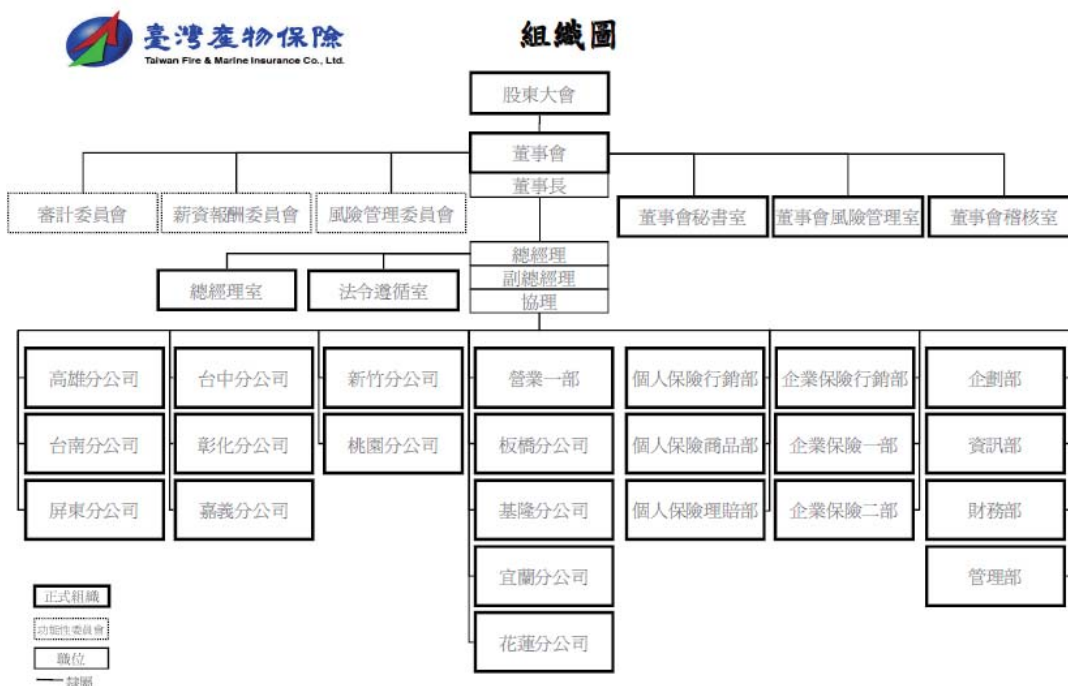 臺灣產物保險
Taiwan Fire & Marine Insurance Co., Ltd.
組織圖
股東大會
董事會
董事長
審計委員會
薪資報酬委員會
風險管理委員會
董事會秘書室
董事會風險管理室
董事會稽核室
總經理
副總經理
協理
總經理室
法令遵循室
高雄分公司
台中分公司
新竹分公司
營業一部
個人保險行銷部
企業保險行銷部
企劃部
台南分公司
彰化分公司
桃園分公司
板橋分公司
個人保險商品部
企業保險一部
資訊部
屏東分公司
嘉義分公司
基隆分公司
個人保險理賠部
企業保險二部
財務部
宜蘭分公司
管理部
花蓮分公司
正式組織
功能性委員會
職位
隸屬